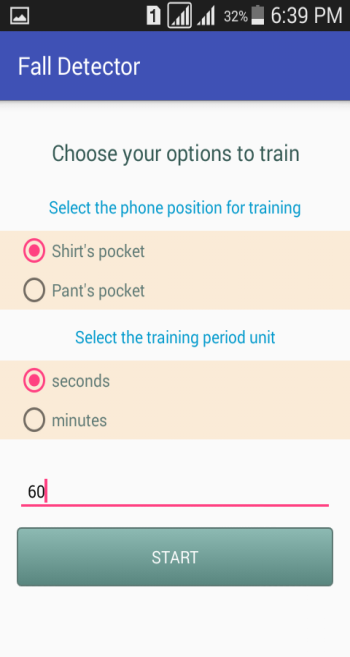 1 32% 6:39 PM
Fall Detector
Choose your options to train
Select the phone position for training
Shirt's pocket
Pant's pocket
Select the training period unit
seconds
minutes
60
START